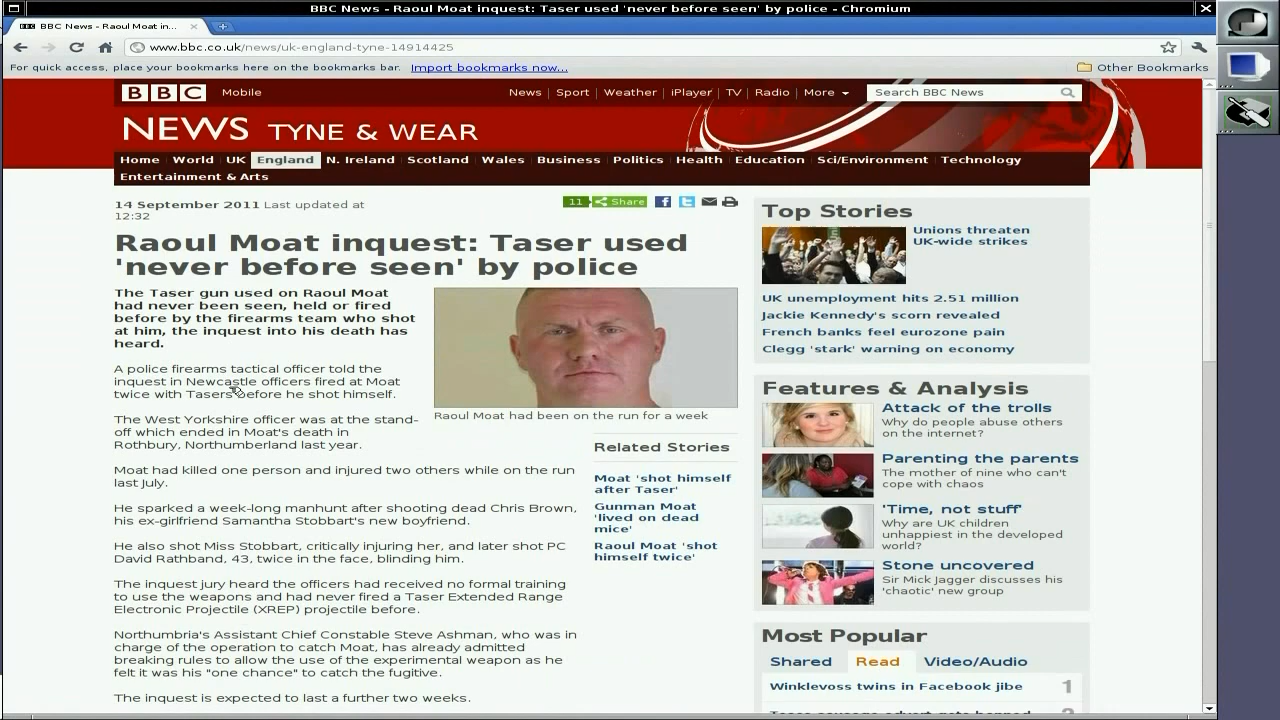 BBC News - Raoul Moat inquest: Taser used 'never before seen' by police - Chromium
BBC News - Raoul Moat in...
www.bbc.co.uk/news/uk-england-tyne-14914425
For quick access, place your bookmarks here on the bookmarks bar. Import bookmarks now...
Other Bookmarks
BBC Mobile
News Sport Weather iPlayer TV Radio More
Search BBC News
NEWS TYNE & WEAR
Home World UK England N. Ireland Scotland Wales Business Politics Health Education Sci/Environment Technology
Entertainment & Arts
14 September 2011 Last updated at
12:32
11 Share
Raoul Moat inquest: Taser used
'never before seen' by police
The Taser gun used on Raoul Moat
had never been seen, held or fired
before by the firearms team who shot
at him, the inquest into his death has
heard.
A police firearms tactical officer told the
inquest in Newcastle officers fired at Moat
twice with Tasers before he shot himself.
The West Yorkshire officer was at the stand-
off which ended in Moat's death in
Rothbury, Northumberland last year.
Moat had killed one person and injured two others while on the run
last July.
He sparked a week-long manhunt after shooting dead Chris Brown,
his ex-girlfriend Samantha Stobbart's new boyfriend.
He also shot Miss Stobbart, critically injuring her, and later shot PC
David Rathband, 43, twice in the face, blinding him.
The inquest jury heard the officers had received no formal training
to use the weapons and had never fired a Taser Extended Range
Electronic Projectile (XREP) projectile before.
Northumbria's Assistant Chief Constable Steve Ashman, who was in
charge of the operation to catch Moat, has already admitted
breaking rules to allow the use of the experimental weapon as he
felt it was his "one chance" to catch the fugitive.
The inquest is expected to last a further two weeks.
Raoul Moat had been on the run for a week
Related Stories
Moat 'shot himself
after Taser'
Gunman Moat
'lived on dead
mice'
Raoul Moat 'shot
himself twice'
Top Stories
Unions threaten
UK-wide strikes
UK unemployment hits 2.51 million
Jackie Kennedy's scorn revealed
French banks feel eurozone pain
Clegg 'stark' warning on economy
Features & Analysis
Attack of the trolls
Why do people abuse others
on the internet?
Parenting the parents
The mother of nine who can't
cope with chaos
'Time, not stuff'
Why are UK children
unhappiest in the developed
world?
Stone uncovered
Sir Mick Jagger discusses his
'chaotic' new group
Most Popular
Shared Read Video/Audio
Winklevoss twins in Facebook jibe 1